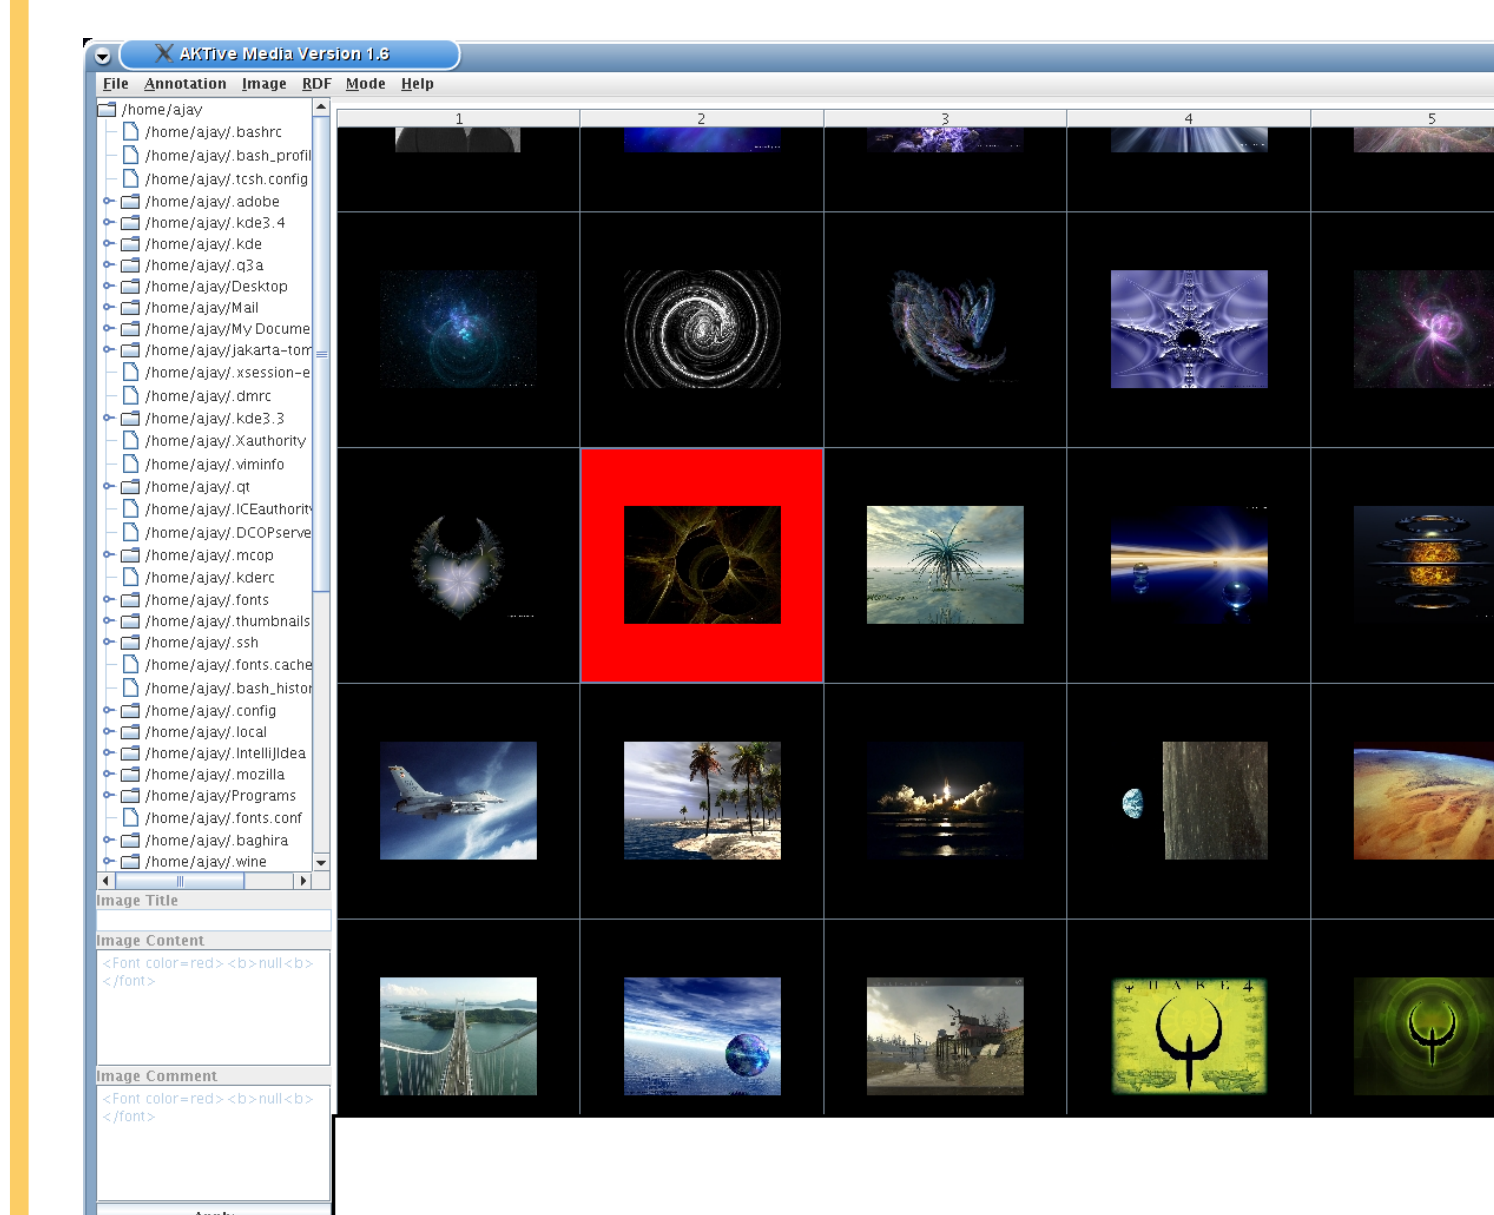 AKTive Media Version 1.6
File Annotation Image RDF Mode Help
1 2 3 4 5
/home/ajay
/home/ajay/.bashrc
/home/ajay/.bash_profil
/home/ajay/.tcsh.config
/home/ajay/.adobe
/home/ajay/.kde3.4
/home/ajay/.kde
/home/ajay/.q3a
/home/ajay/Desktop
/home/ajay/Mail
/home/ajay/My Docume
/home/ajay/jakarta-tom
/home/ajay/.xsession-e
/home/ajay/.dmrc
/home/ajay/.kde3.3
/home/ajay/.Xauthority
/home/ajay/.viminfo
/home/ajay/.qt
/home/ajay/.ICEauthority
/home/ajay/.DCOPserve
/home/ajay/.mcop
/home/ajay/.kderc
/home/ajay/.fonts
/home/ajay/.thumbnails
/home/ajay/.ssh
/home/ajay/.fonts.cache
/home/ajay/.bash_histor
/home/ajay/.config
/home/ajay/.local
/home/ajay/.IntelliJIdea
/home/ajay/.mozilla
/home/ajay/Programs
/home/ajay/.fonts.conf
/home/ajay/.baghira
/home/ajay/.wine
Image Title
Image Content
<Font color=red><b>null<b>
</font>
Image Comment
<Font color=red><b>null<b>
</font>
Apply
QUAKE 4